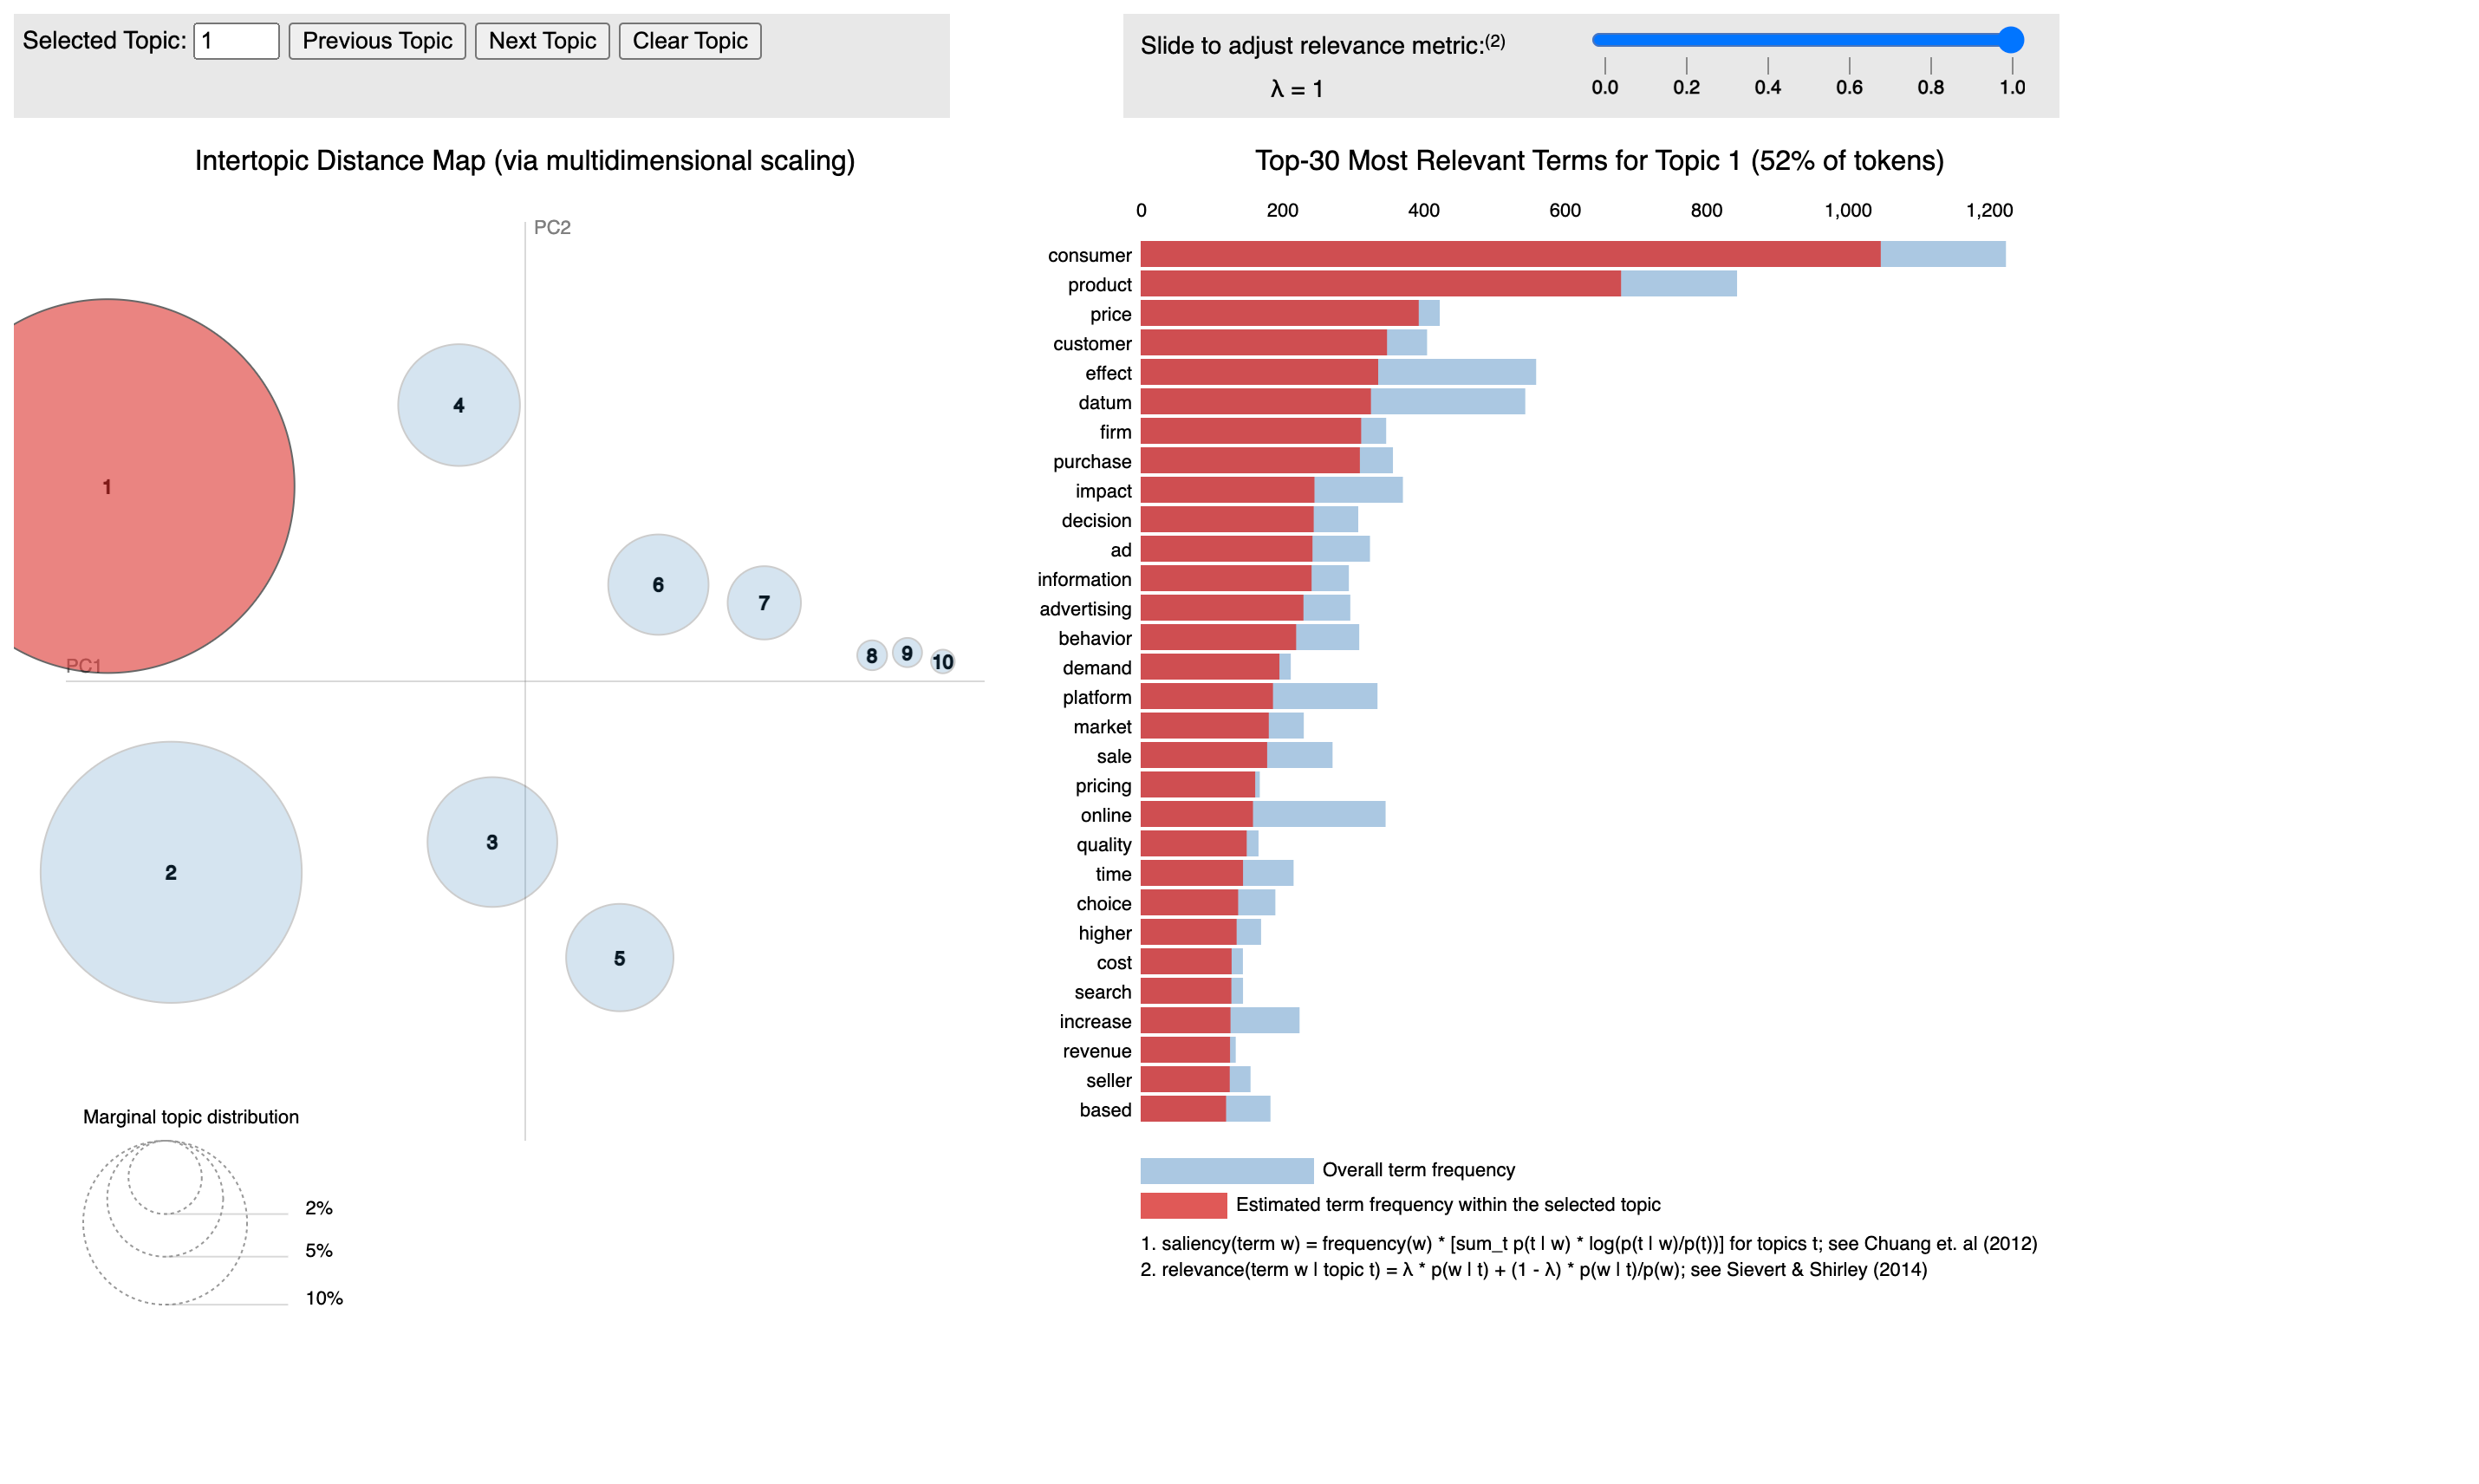 Selected Topic: 1 Previous Topic Next Topic Clear Topic
Slide to adjust relevance metric:(2)
λ = 1
0.0 0.2 0.4 0.6 0.8 1.0
Intertopic Distance Map (via multidimensional scaling)
PC2
PC1
1
4
6
7
8
9
10
2
3
5
Marginal topic distribution
2%
5%
10%
Top-30 Most Relevant Terms for Topic 1 (52% of tokens)
0 200 400 600 800 1,000 1,200
consumer
product
price
customer
effect
datum
firm
purchase
impact
decision
ad
information
advertising
behavior
demand
platform
market
sale
pricing
online
quality
time
choice
higher
cost
search
increase
revenue
seller
based
Overall term frequency
Estimated term frequency within the selected topic
1. saliency(term w) = frequency(w) * [sum_t p(t | w) * log(p(t | w)/p(t))] for topics t; see Chuang et. al (2012)
2. relevance(term w | topic t) = λ * p(w | t) + (1 - λ) * p(w | t)/p(w); see Sievert & Shirley (2014)